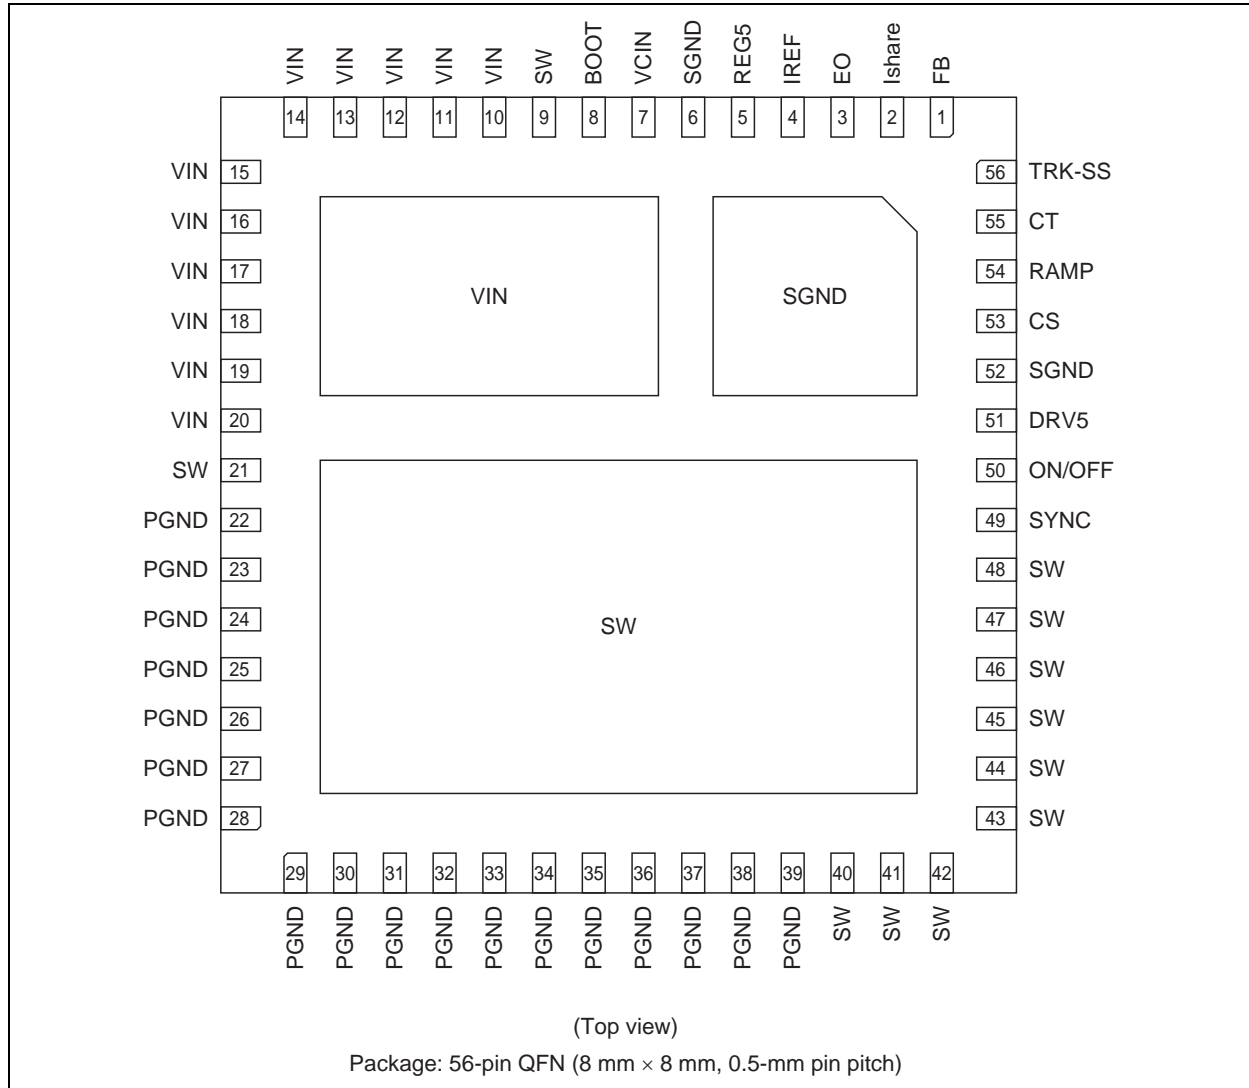 VIN VIN VIN VIN VIN SW BOOT VCIN SGND REG5 IREF EO Ishare FB
14 13 12 11 10 9 8 7 6 5 4 3 2 1
VIN 15 56 TRK-SS
VIN 16 55 CT
VIN 17 54 RAMP
VIN SGND
VIN 18 53 CS
VIN 19 52 SGND
VIN 20 51 DRV5
SW 21 50 ON/OFF
PGND 22 49 SYNC
PGND 23 48 SW
PGND 24 47 SW
SW
PGND 25 46 SW
PGND 26 45 SW
PGND 27 44 SW
PGND 28 43 SW
29 30 31 32 33 34 35 36 37 38 39 40 41 42
PGND PGND PGND PGND PGND PGND PGND PGND PGND PGND PGND SW SW SW
(Top view)
Package: 56-pin QFN (8 mm × 8 mm, 0.5-mm pin pitch)